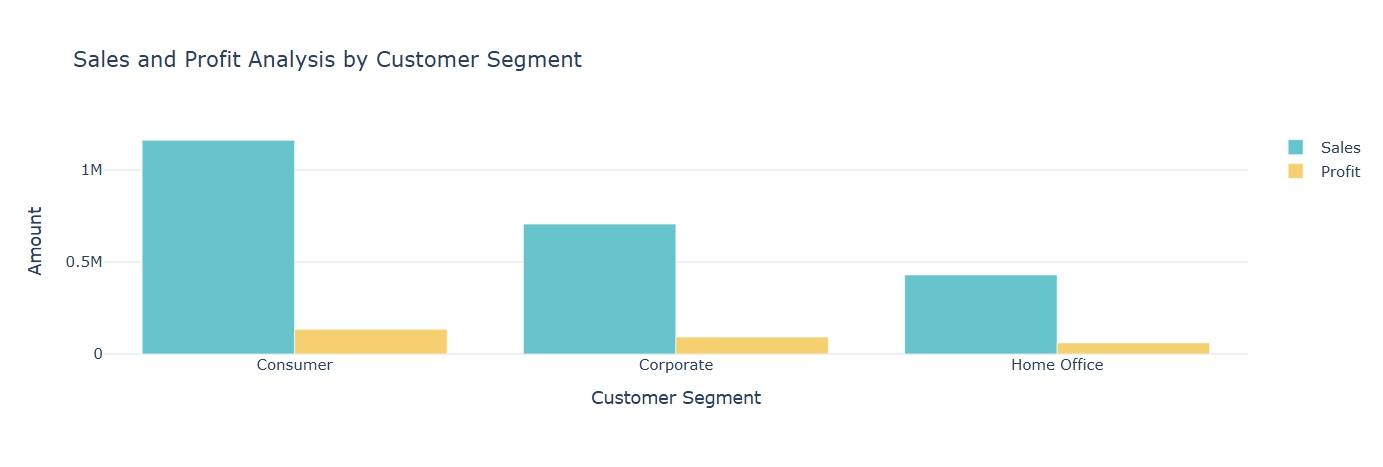 Sales and Profit Analysis by Customer Segment
Sales
Profit
1M
0.5M
0
Amount
Consumer
Corporate
Home Office
Customer Segment